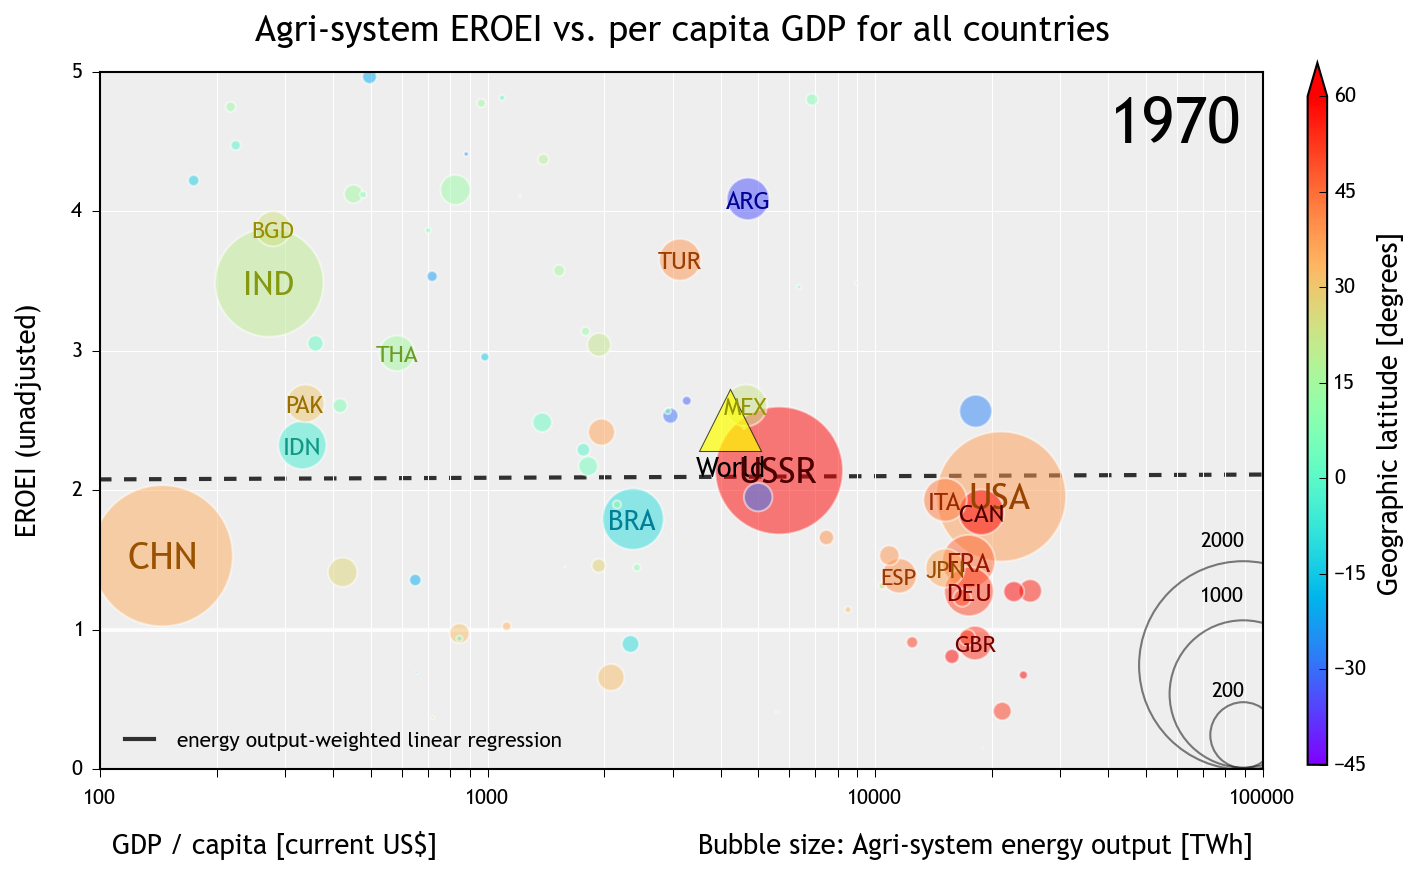 Agri-system EROEI vs. per capita GDP for all countries
1970
EROEI (unadjusted)
5
4
3
2
1
0
ARG
BGD
TUR
IND
THA
PAK
MEX
IDN
World
USSR
USA
ITA
CAN
BRA
CHN
FRA
JPN
ESP
DEU
GBR
2000
1000
200
energy output-weighted linear regression
100
1000
10000
100000
GDP / capita [current US$]
Bubble size: Agri-system energy output [TWh]
60
45
30
15
0
−15
−30
−45
Geographic latitude [degrees]